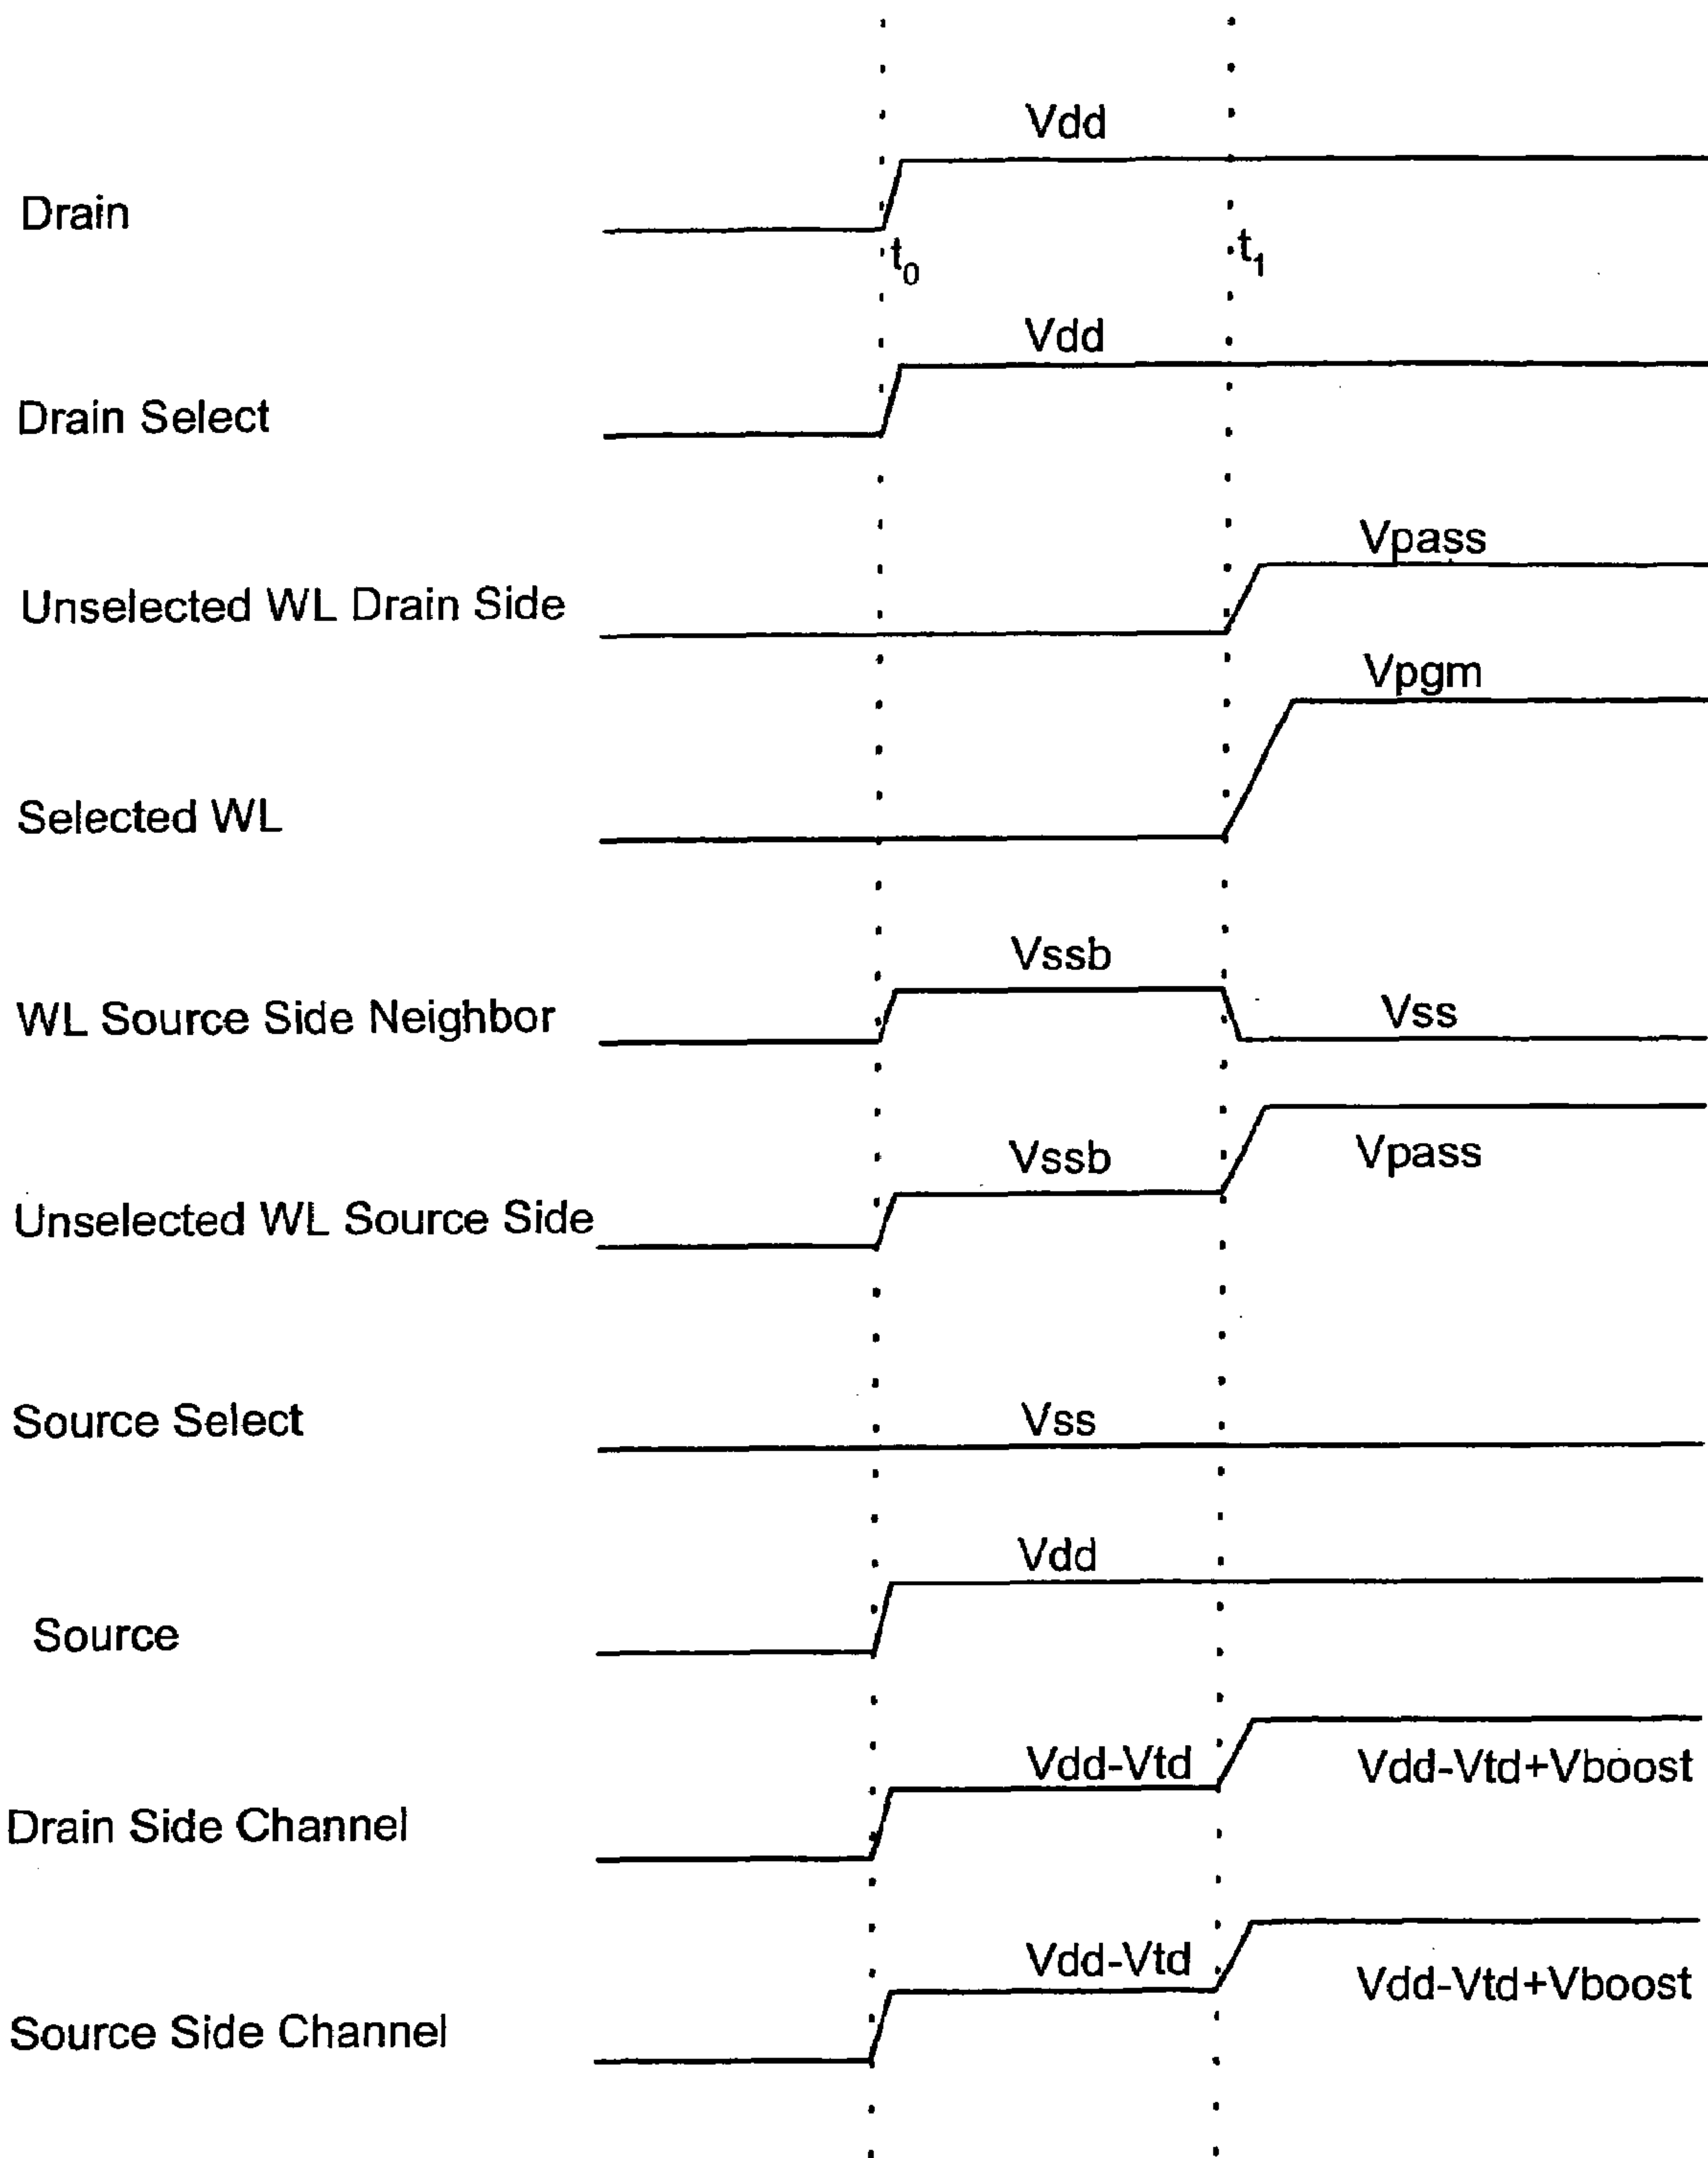 Vdd
Drain
t0 t1
Vdd
Drain Select
Vpass
Unselected WL Drain Side
Vpgm
Selected WL
Vssb
WL Source Side Neighbor Vss
Vssb Vpass
Unselected WL Source Side
Source Select Vss
Vdd
Source
Vdd-Vtd Vdd-Vtd+Vboost
Drain Side Channel
Vdd-Vtd Vdd-Vtd+Vboost
Source Side Channel